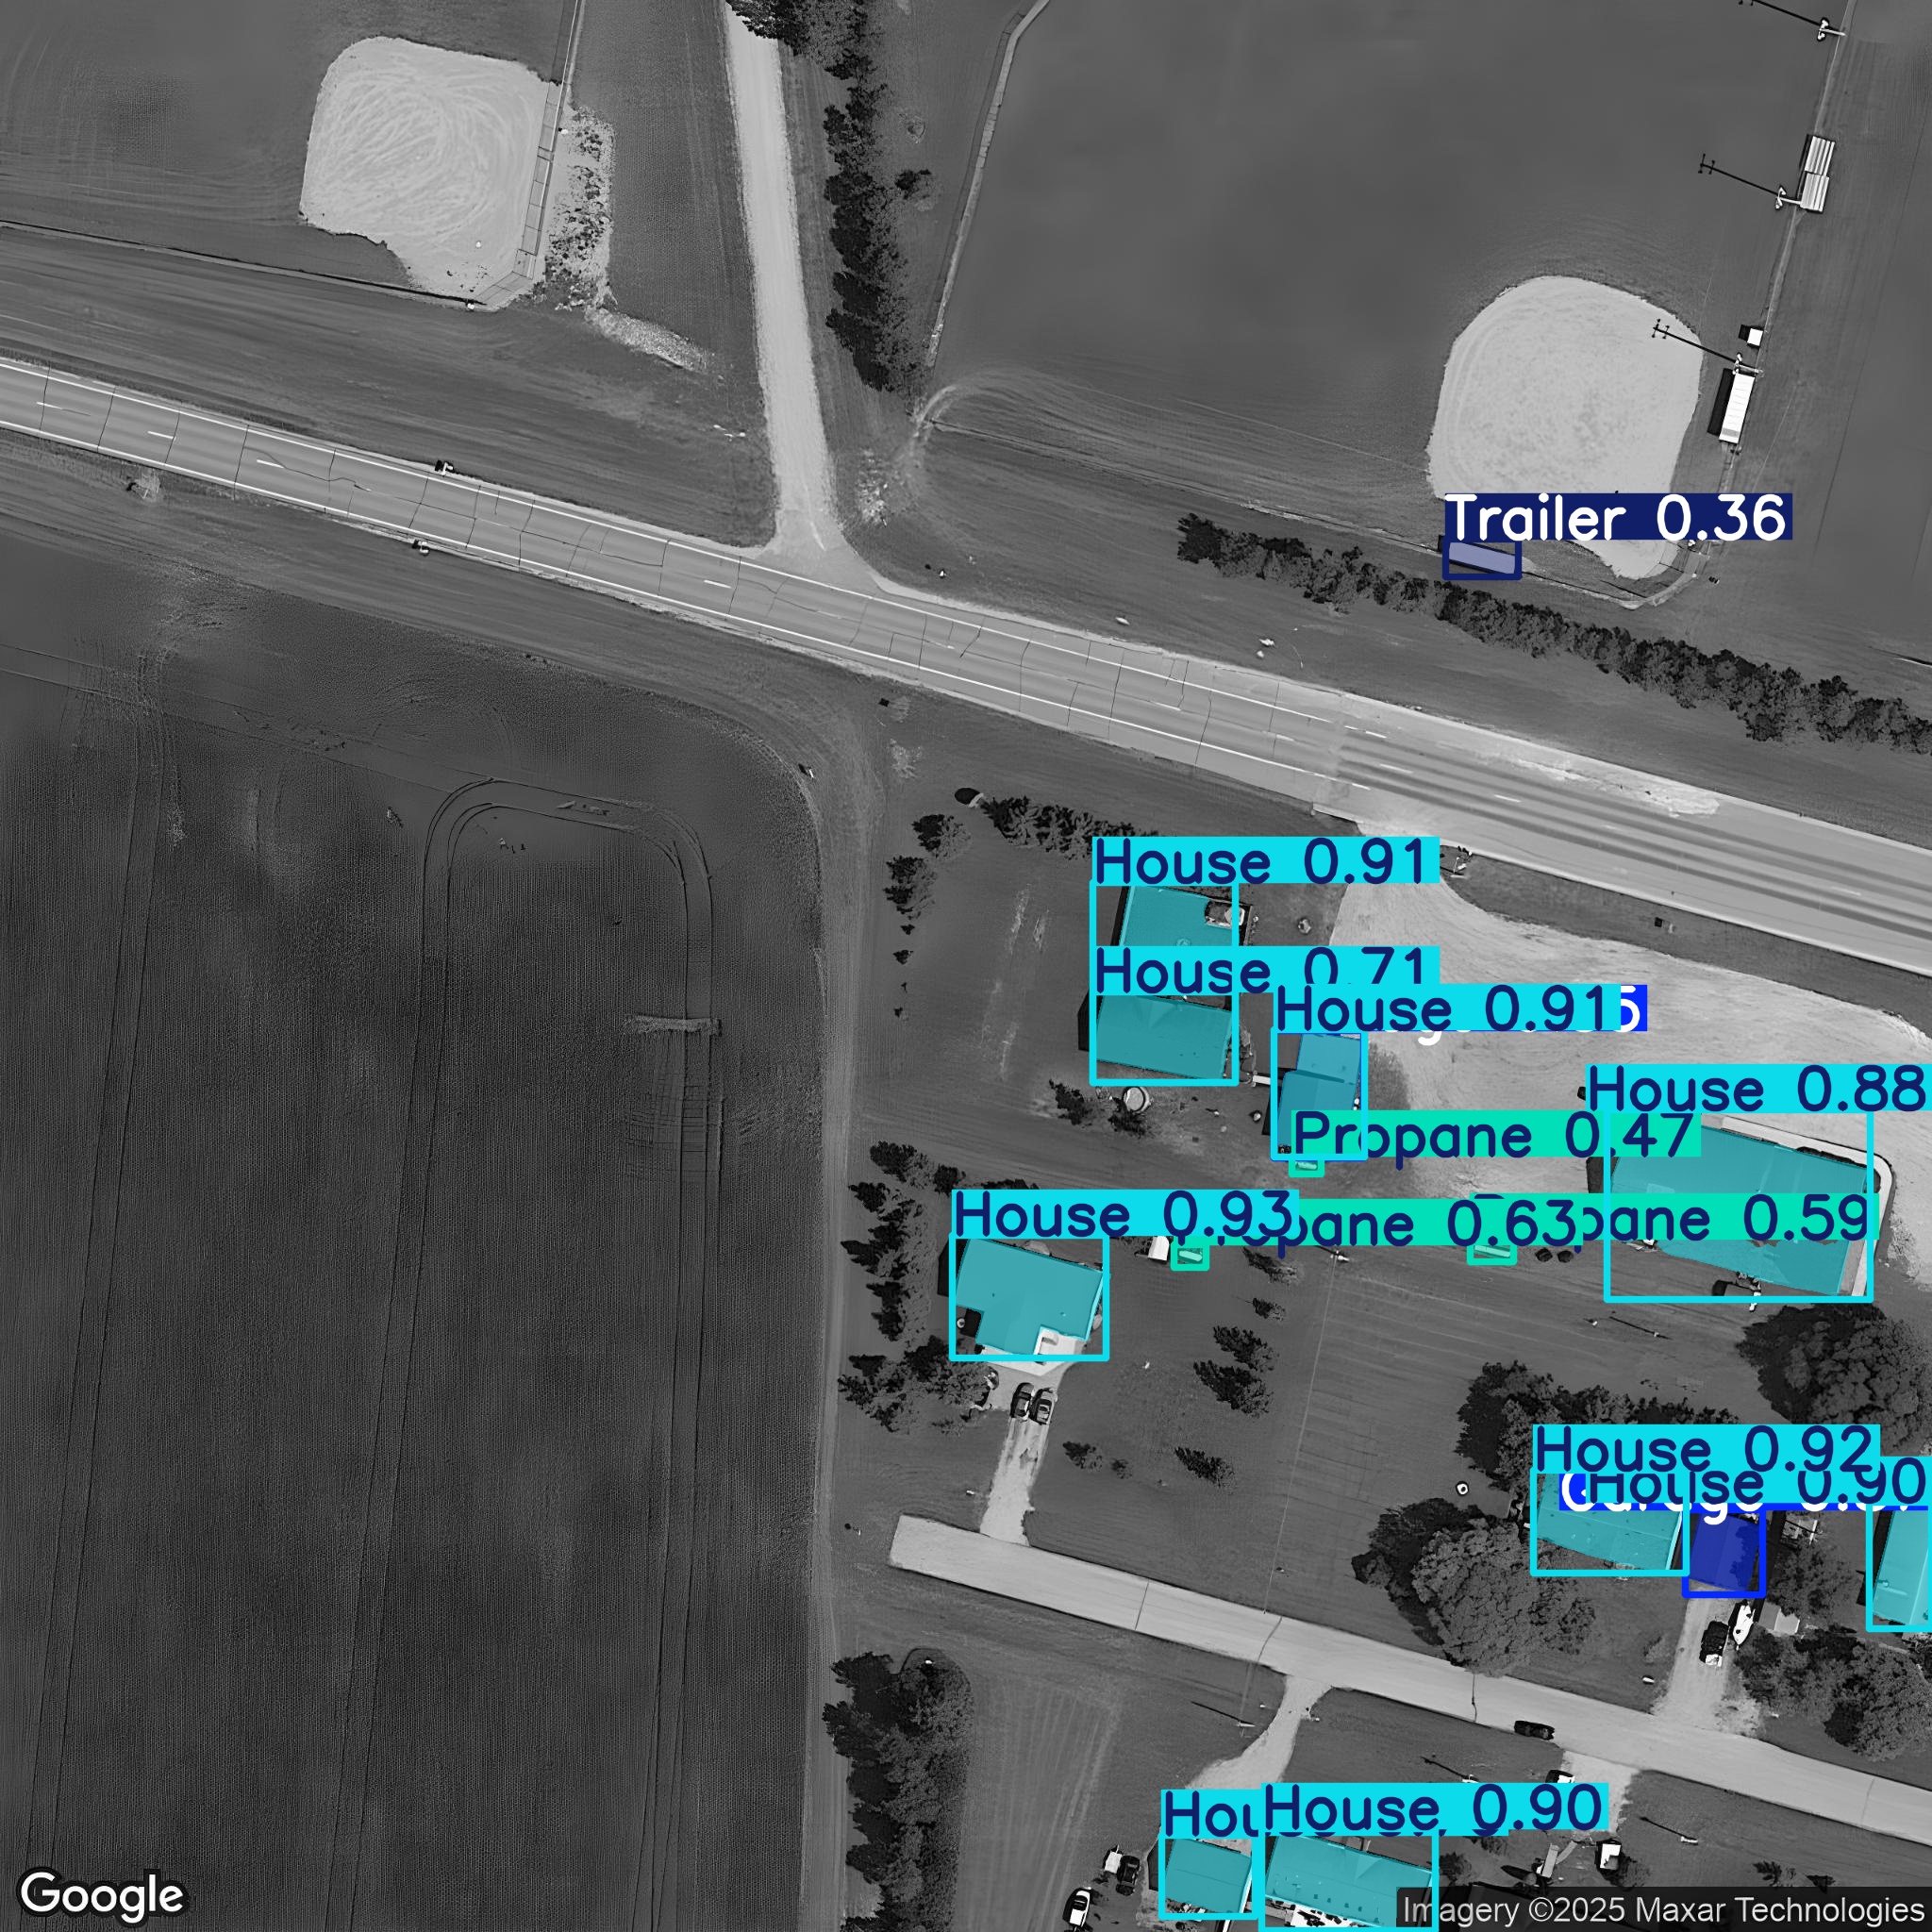 Trailer 0.36
House 0.91
House 0.71
House 0.91
House 0.88
Propane 0.47
House 0.93
0.63
0.59
House 0.92
House 0.90
House 0.90
Google
Imagery ©2025 Maxar Technologies